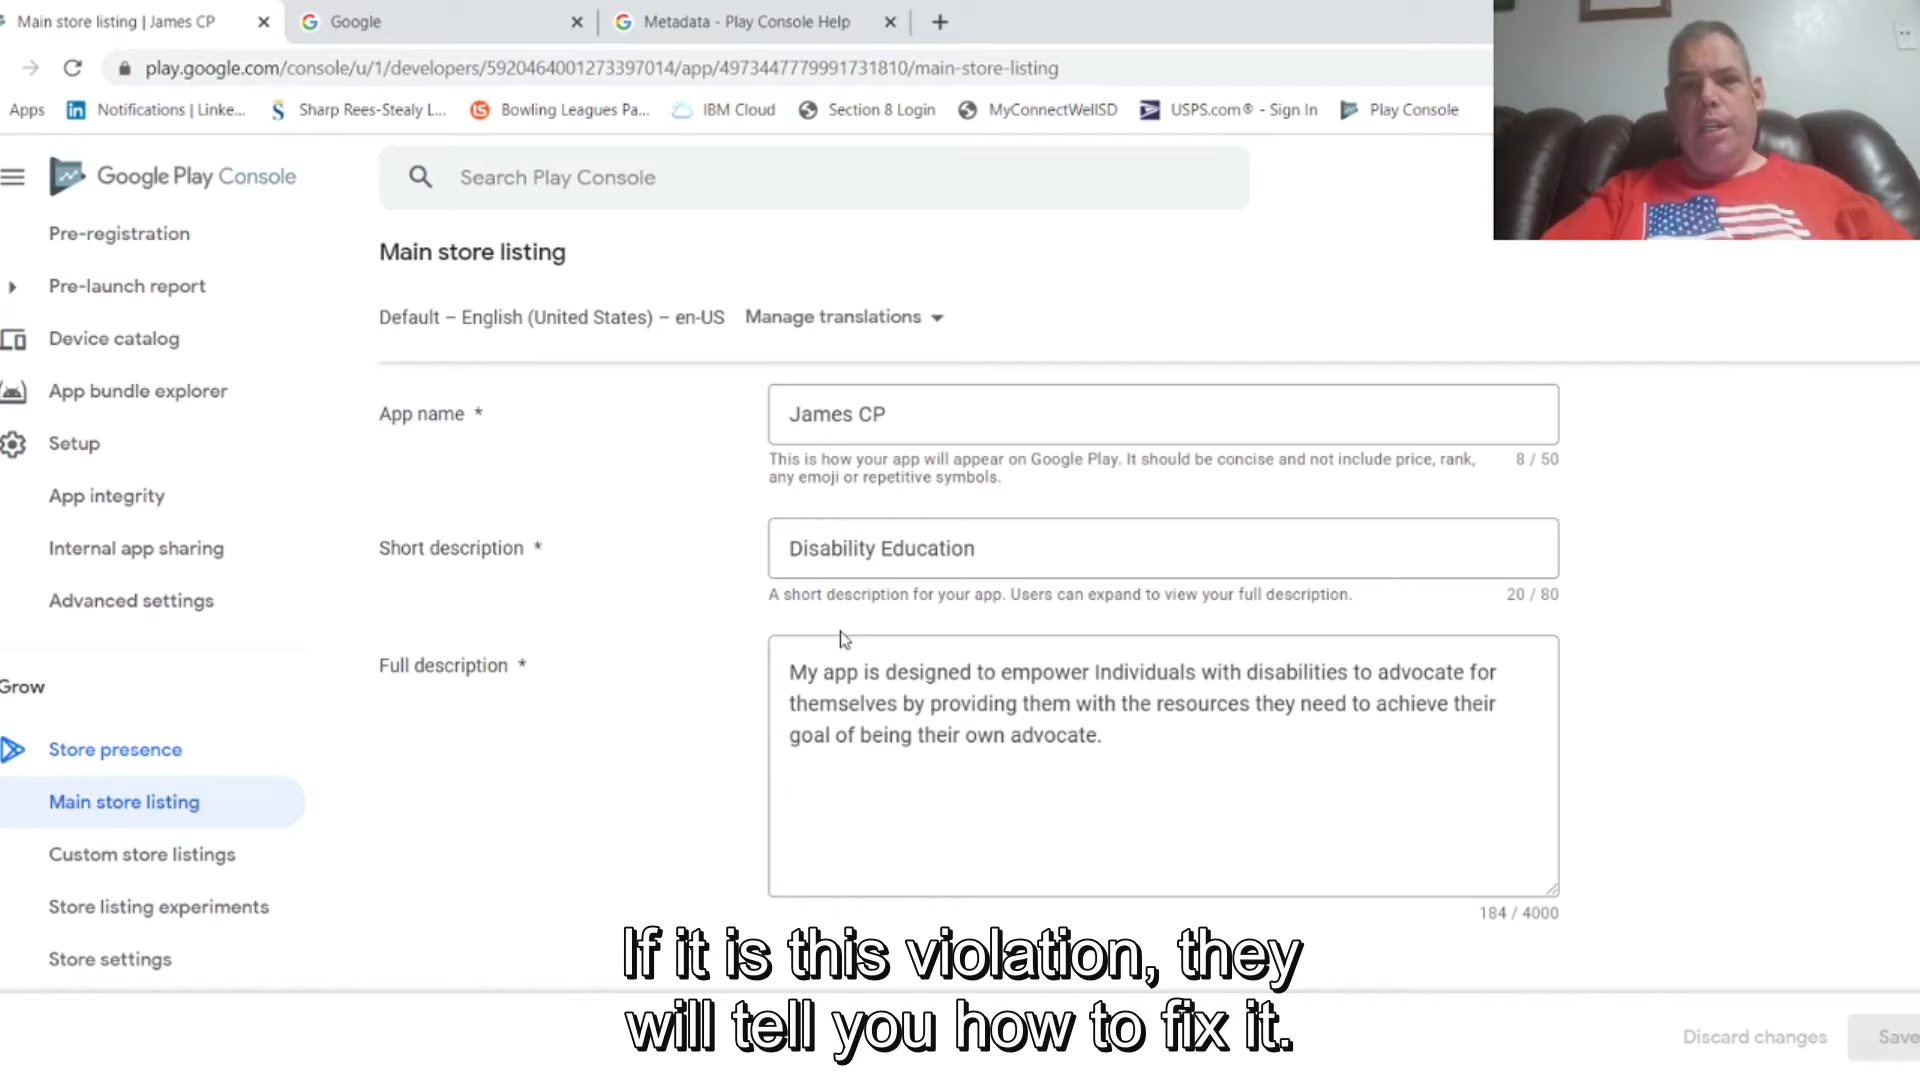 Main store listing | James CP
Google
Metadata - Play Console Help
play.google.com/console/u/1/developers/5920464001273397014/app/4973447779991731810/main-store-listing
Apps
Notifications | Linke...
Sharp Rees-Stealy L...
Bowling Leagues Pa...
IBM Cloud
Section 8 Login
MyConnectWellSD
USPS.com® - Sign In
Play Console
Google Play Console
Search Play Console
Pre-registration
Pre-launch report
Device catalog
App bundle explorer
Setup
App integrity
Internal app sharing
Advanced settings
Grow
Store presence
Main store listing
Custom store listings
Store listing experiments
Store settings
Main store listing
Default – English (United States) – en-US Manage translations
App name *
James CP
This is how your app will appear on Google Play. It should be concise and not include price, rank, 8 / 50
any emoji or repetitive symbols.
Short description *
Disability Education
A short description for your app. Users can expand to view your full description. 20 / 80
Full description *
My app is designed to empower Individuals with disabilities to advocate for
themselves by providing them with the resources they need to achieve their
goal of being their own advocate.
184 / 4000
If it is this violation, they
will tell you how to fix it.
Discard changes
Save